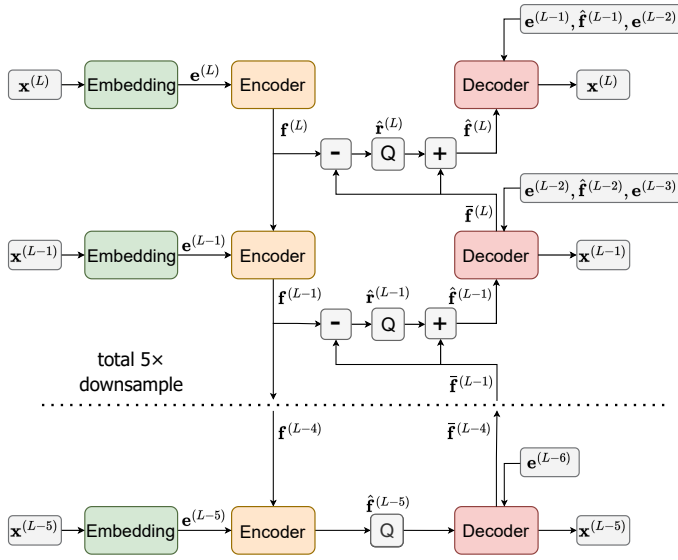 e^(L−1), f̂^(L−1), e^(L−2)
x^(L) Embedding e^(L) Encoder Decoder x^(L)
f^(L) r̂^(L) f̂^(L)
- Q +
e^(L−2), f̂^(L−2), e^(L−3)
f̄^(L)
x^(L−1) Embedding e^(L−1) Encoder Decoder x^(L−1)
f^(L−1) r̂^(L−1) f̂^(L−1)
- Q +
total 5×
downsample
f̄^(L−1)
f^(L−4) f̄^(L−4)
e^(L−6)
f̂^(L−5)
x^(L−5) Embedding e^(L−5) Encoder Q Decoder x^(L−5)